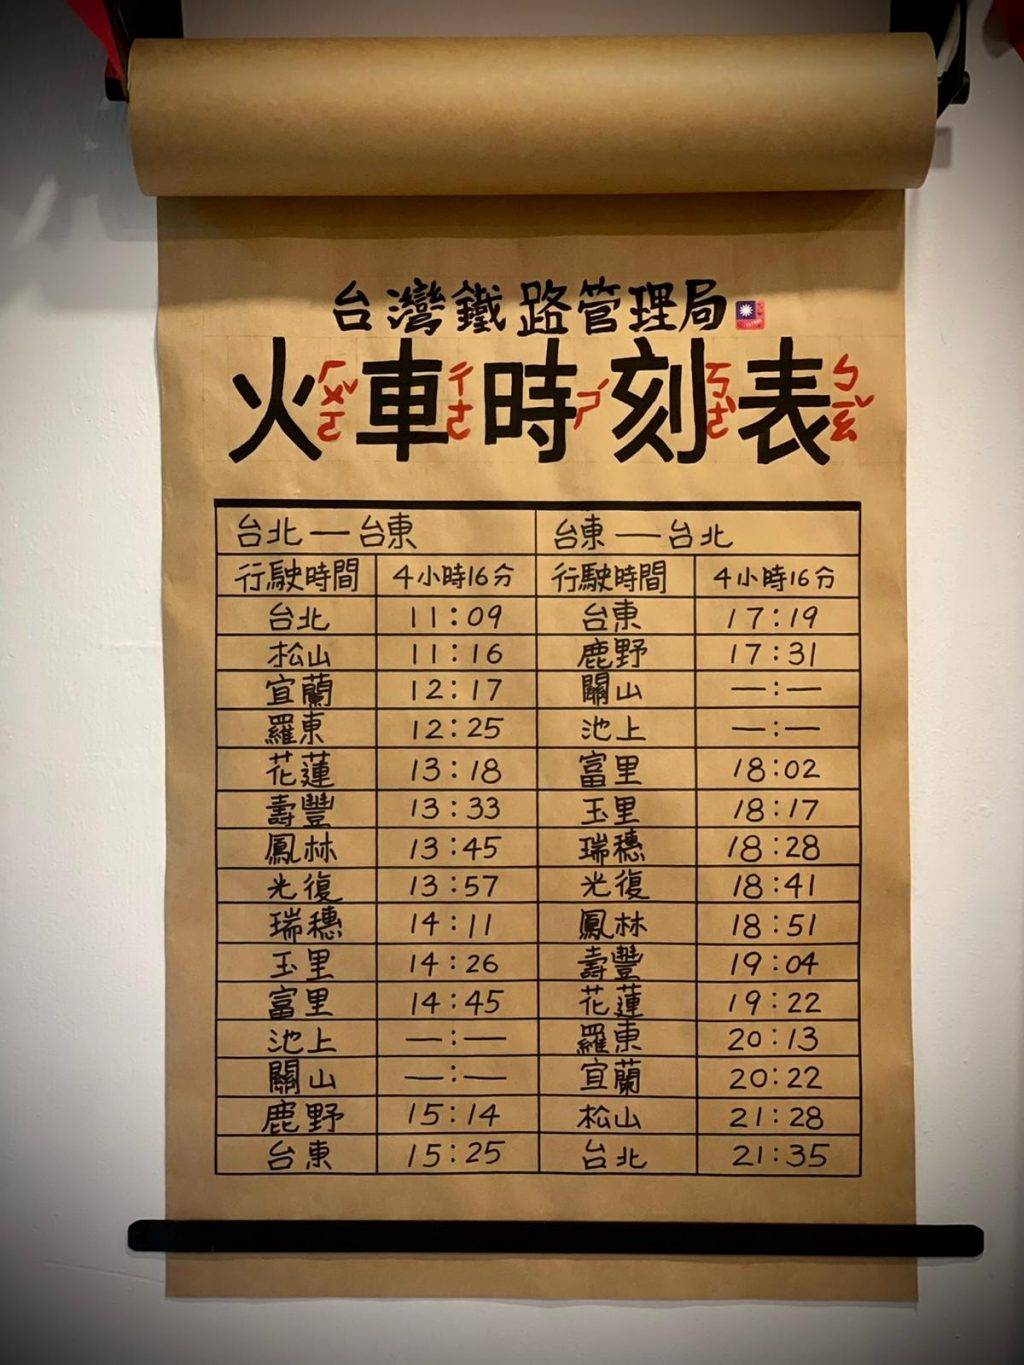 台灣鐵路管理局
火ㄏㄨㄛˇ車ㄔㄜ時ㄕˊ刻ㄎㄜˋ表ㄅㄧㄠˇ
台北 — 台東 台東 — 台北
行駛時間 4小時16分 行駛時間 4小時16分
台北 11:09 台東 17:19
松山 11:16 鹿野 17:31
宜蘭 12:17 關山 —:—
羅東 12:25 池上 —:—
花蓮 13:18 富里 18:02
壽豐 13:33 玉里 18:17
鳳林 13:45 瑞穗 18:28
光復 13:57 光復 18:41
瑞穗 14:11 鳳林 18:51
玉里 14:26 壽豐 19:04
富里 14:45 花蓮 19:22
池上 —:— 羅東 20:13
關山 —:— 宜蘭 20:22
鹿野 15:14 松山 21:28
台東 15:25 台北 21:35